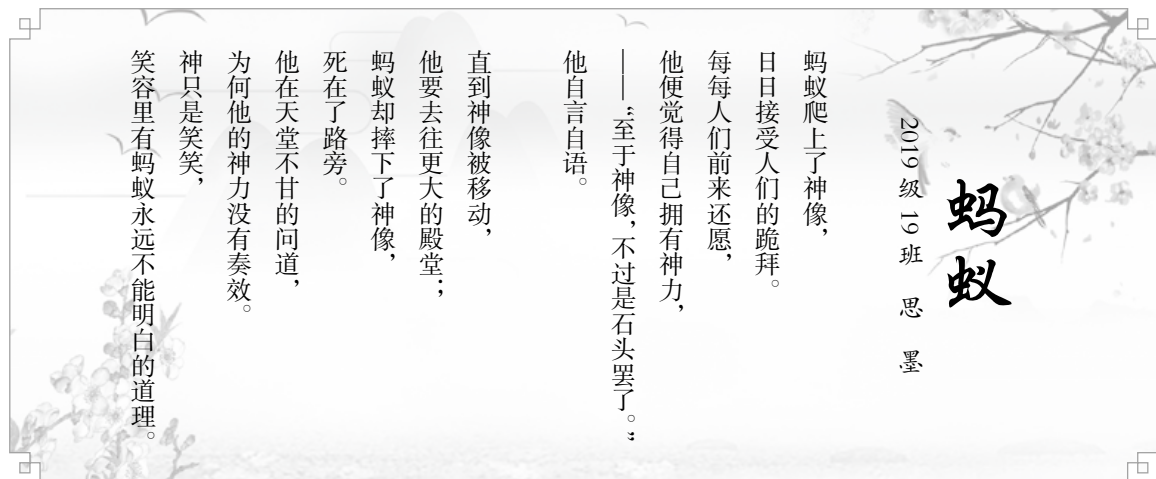 蚂蚁
2019级19班 思墨
蚂蚁爬上了神像，
日日接受人们的跪拜。
每每人们前来还愿，
他便觉得自己拥有神力，
——“至于神像，不过是石头罢了。”
他自言自语。
直到神像被移动，
他要去往更大的殿堂；
蚂蚁却摔下了神像，
死在了路旁。
他在天堂不甘的问道，
为何他的神力没有奏效。
神只是笑笑，
笑容里有蚂蚁永远不能明白的道理。